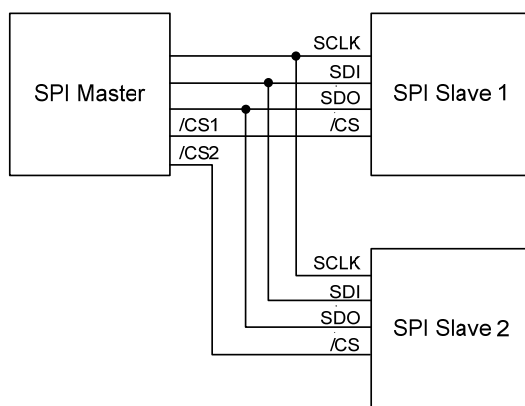 SPI Master
SCLK
SDI
SDO
/CS1
/CS
/CS2
SPI Slave 1
SCLK
SDI
SDO
/CS
SPI Slave 2